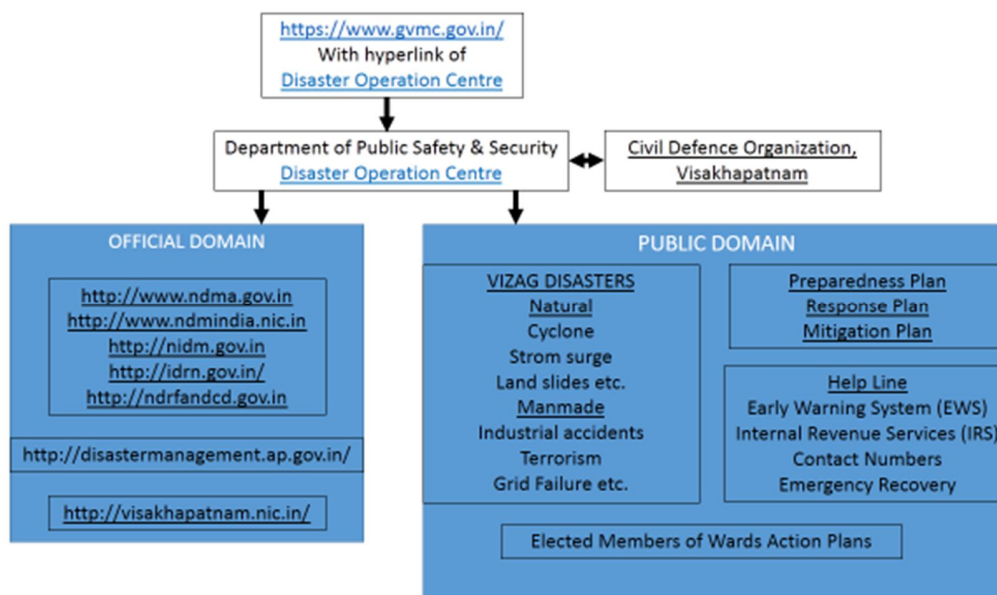 https://www.gvmc.gov.in/
With hyperlink of
Disaster Operation Centre
Department of Public Safety & Security
Disaster Operation Centre
Civil Defence Organization,
Visakhapatnam
OFFICIAL DOMAIN
http://www.ndma.gov.in
http://www.ndmindia.nic.in
http://nidm.gov.in
http://idrn.gov.in/
http://ndrfandcd.gov.in
http://disastermanagement.ap.gov.in/
http://visakhapatnam.nic.in/
PUBLIC DOMAIN
VIZAG DISASTERS
Natural
Cyclone
Strom surge
Land slides etc.
Manmade
Industrial accidents
Terrorism
Grid Failure etc.
Preparedness Plan
Response Plan
Mitigation Plan
Help Line
Early Warning System (EWS)
Internal Revenue Services (IRS)
Contact Numbers
Emergency Recovery
Elected Members of Wards Action Plans